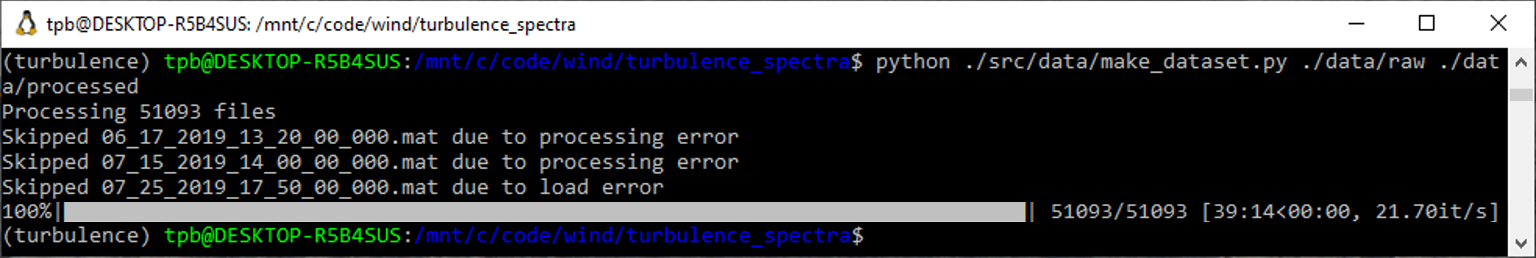 tpb@DESKTOP-R5B4SUS: /mnt/c/code/wind/turbulence_spectra
(turbulence) tpb@DESKTOP-R5B4SUS:/mnt/c/code/wind/turbulence_spectra$ python ./src/data/make_dataset.py ./data/raw ./dat
a/processed
Processing 51093 files
Skipped 06_17_2019_13_20_00_000.mat due to processing error
Skipped 07_15_2019_14_00_00_000.mat due to processing error
Skipped 07_25_2019_17_50_00_000.mat due to load error
100%|| 51093/51093 [39:14<00:00, 21.70it/s]
(turbulence) tpb@DESKTOP-R5B4SUS:/mnt/c/code/wind/turbulence_spectra$